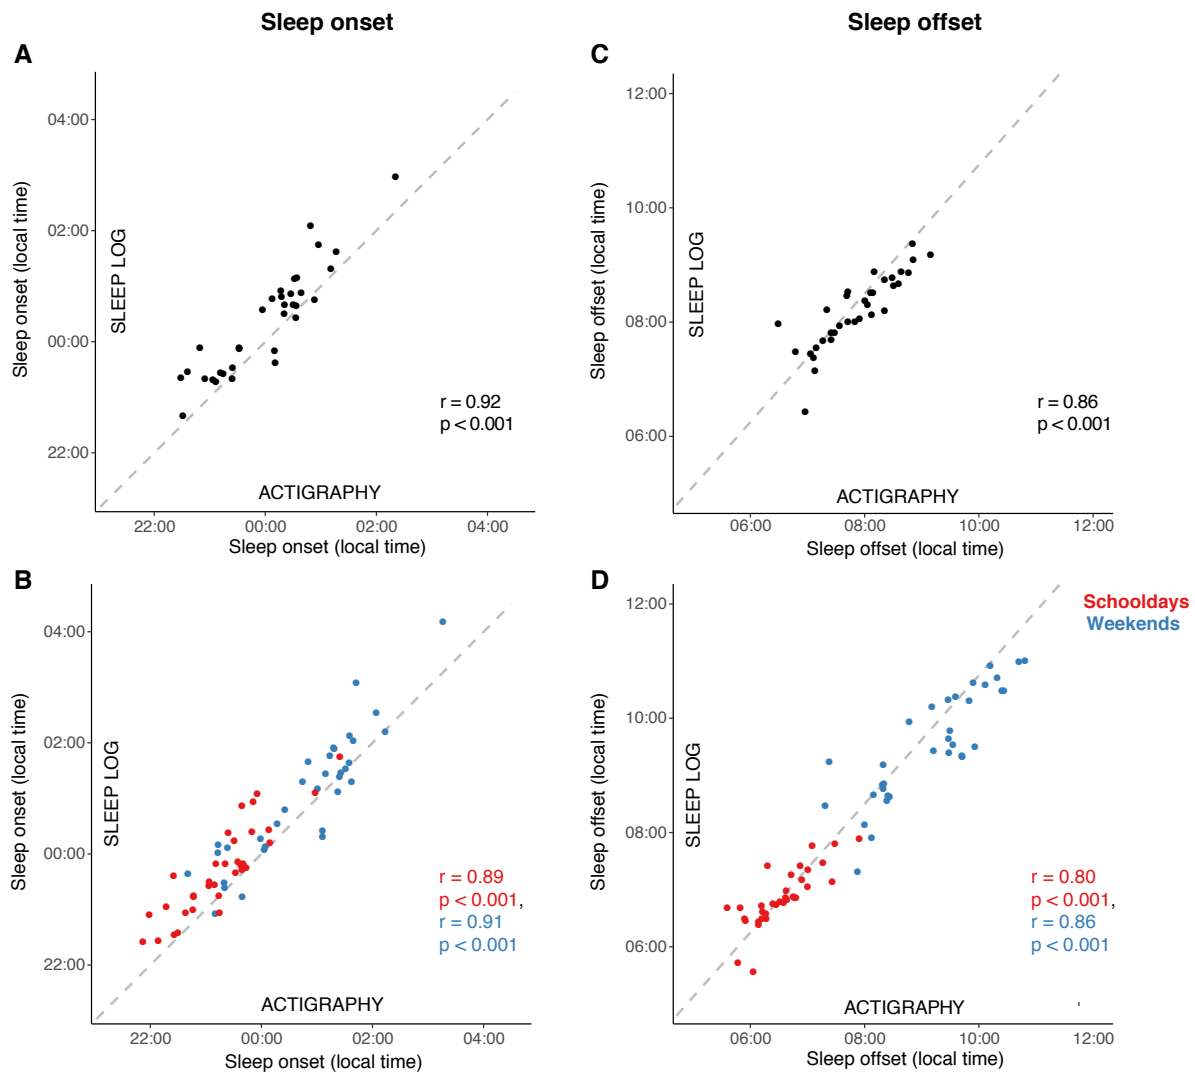 Sleep onset
Sleep offset
A
04:00
02:00
00:00
22:00
Sleep onset (local time)
SLEEP LOG
r = 0.92
p < 0.001
ACTIGRAPHY
22:00 00:00 02:00 04:00
Sleep onset (local time)
C
12:00
10:00
08:00
06:00
Sleep offset (local time)
SLEEP LOG
r = 0.86
p < 0.001
ACTIGRAPHY
06:00 08:00 10:00 12:00
Sleep offset (local time)
B
04:00
02:00
00:00
22:00
Sleep onset (local time)
SLEEP LOG
r = 0.89
p < 0.001,
r = 0.91
p < 0.001
ACTIGRAPHY
22:00 00:00 02:00 04:00
Sleep onset (local time)
D
Schooldays
Weekends
12:00
10:00
08:00
06:00
Sleep offset (local time)
SLEEP LOG
r = 0.80
p < 0.001,
r = 0.86
p < 0.001
ACTIGRAPHY
06:00 08:00 10:00 12:00
Sleep offset (local time)